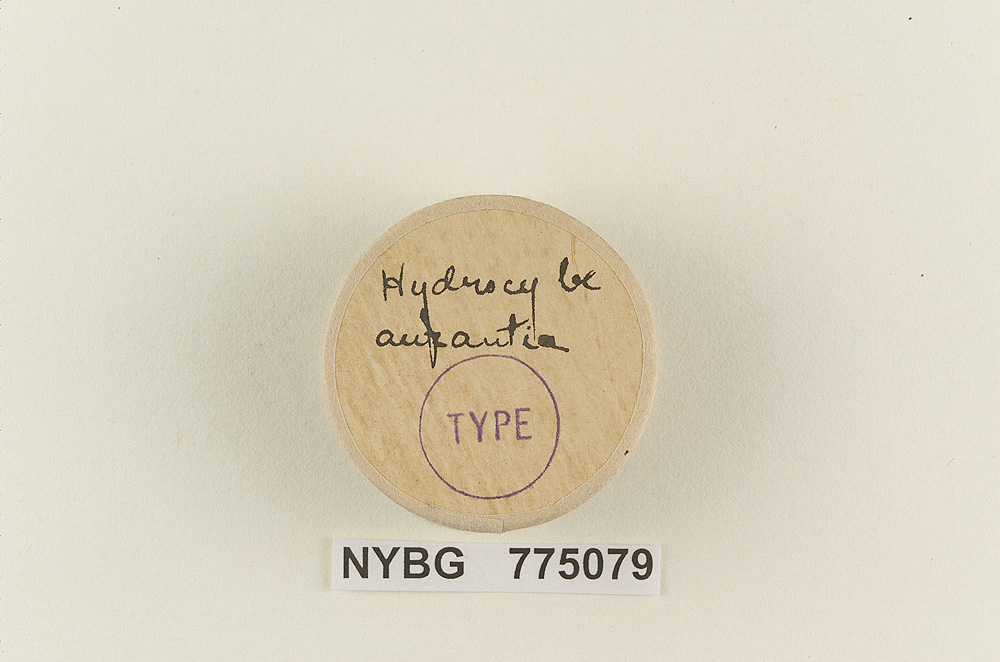 Hydrocybe
aurantia
TYPE
NYBG 775079